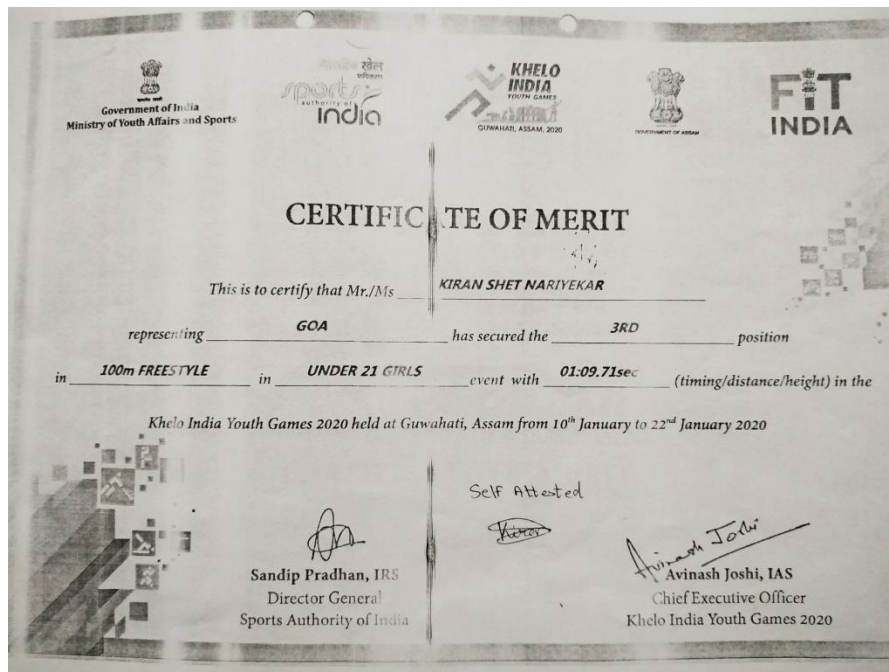 Government of India
Ministry of Youth Affairs and Sports
खेल
sports
authority of
india
KHELO
INDIA
YOUTH GAMES
GUWAHATI, ASSAM, 2020
GOVERNMENT OF ASSAM
FIT
INDIA
CERTIFIC TE OF MERIT
This is to certify that Mr./Ms KIRAN SHET NARIYEKAR
representing GOA has secured the 3RD position
in 100m FREESTYLE in UNDER 21 GIRLS event with 01:09.71sec (timing/distance/height) in the
Khelo India Youth Games 2020 held at Guwahati, Assam from 10th January to 22nd January 2020
Self Attested
Kiran
Avinash Joshi
Sandip Pradhan, IRS
Director General
Sports Authority of India
Avinash Joshi, IAS
Chief Executive Officer
Khelo India Youth Games 2020